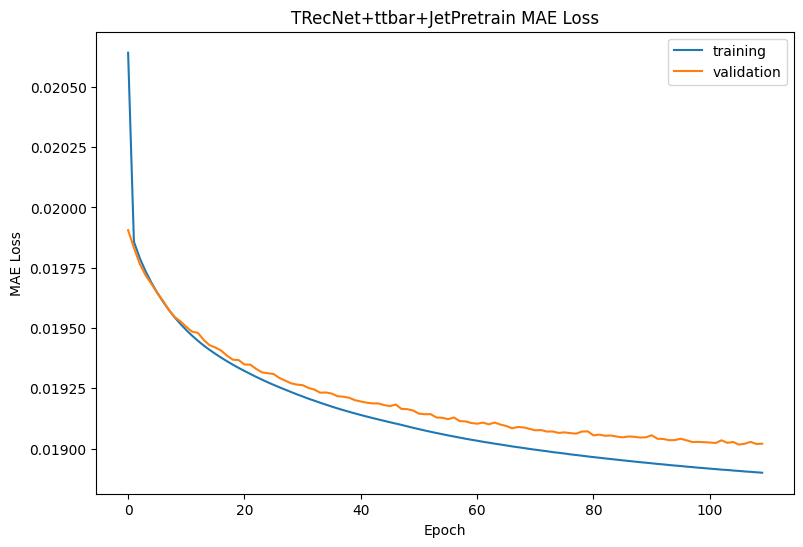 TRecNet+ttbar+JetPretrain MAE Loss
training
validation
MAE Loss
0.02050
0.02025
0.02000
0.01975
0.01950
0.01925
0.01900
0 20 40 60 80 100
Epoch